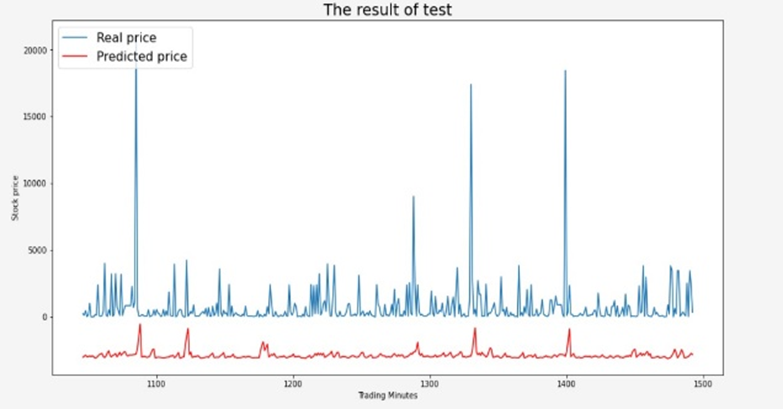 The result of test
Real price
Predicted price
20000
15000
10000
5000
0
Stock price
1100
1200
1300
1400
1500
Trading Minutes